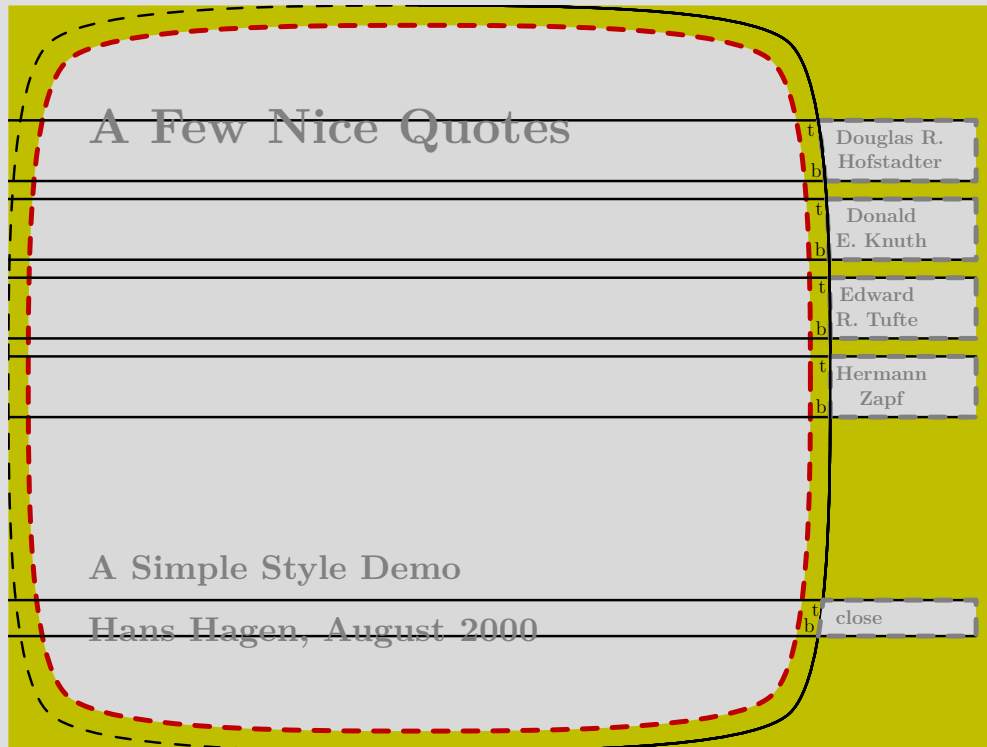 A Few Nice Quotes
t
Douglas R.
Hofstadter
b
t
Donald
E. Knuth
b
t
Edward
R. Tufte
b
t
Hermann
Zapf
b
A Simple Style Demo
t
close
b
Hans Hagen, August 2000